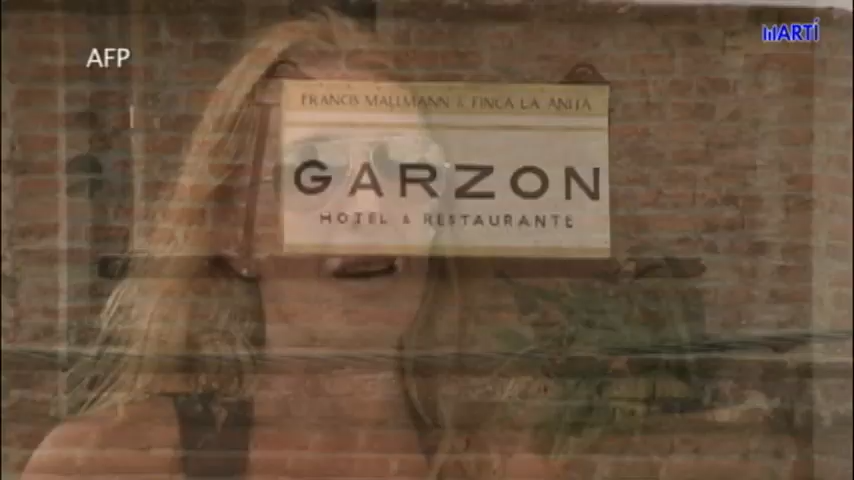 AFP
MARTÍ
FRANCIS MALLMANN & FINCA LA ANITA
GARZON
HOTEL & RESTAURANTE